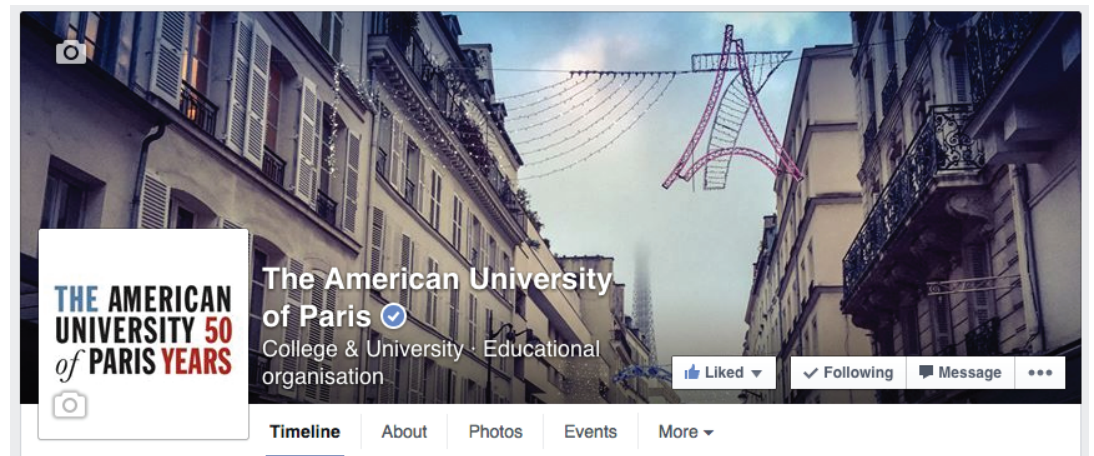 THE AMERICAN
UNIVERSITY 50
of PARIS YEARS
The American University
of Paris
College & University · Educational
organisation
Liked
Following
Message
Timeline
About
Photos
Events
More